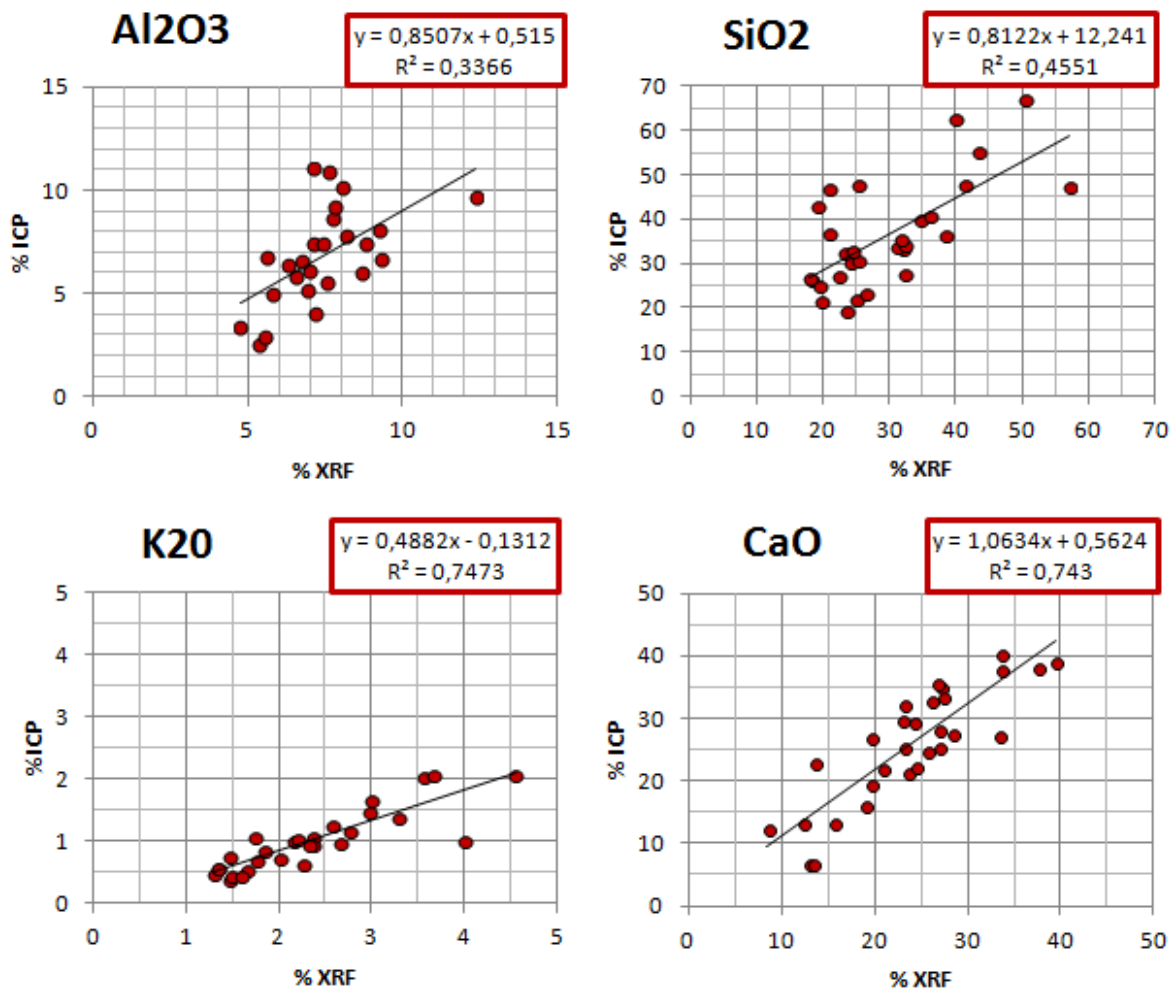 Al2O3
y = 0,8507x + 0,515
R² = 0,3366
15
10
5
0
% ICP
0 5 10 15
% XRF
SiO2
y = 0,8122x + 12,241
R² = 0,4551
70
60
50
40
30
20
10
0
% ICP
0 10 20 30 40 50 60 70
% XRF
K20
y = 0,4882x - 0,1312
R² = 0,7473
5
4
3
2
1
0
%ICP
0 1 2 3 4 5
% XRF
CaO
y = 1,0634x + 0,5624
R² = 0,743
50
40
30
20
10
0
% ICP
0 10 20 30 40 50
% XRF